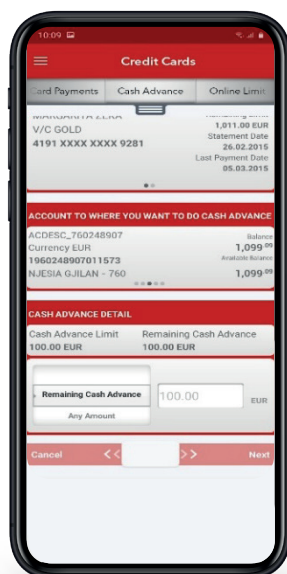 10:09
Credit Cards
Card Payments Cash Advance Online Limit
MARGARITA ZEKA Remaining Limit
V/C GOLD 1,011.00 EUR
4191 XXXX XXXX 9281 Statement Date
26.02.2015
Last Payment Date
05.03.2015
ACCOUNT TO WHERE YOU WANT TO DO CASH ADVANCE
ACDESC_760248907 Balance
Currency EUR 1,099.09
1960248907011573 Available Balance
NJESIA GJILAN - 760 1,099.09
CASH ADVANCE DETAIL
Cash Advance Limit Remaining Cash Advance
100.00 EUR 100.00 EUR
Remaining Cash Advance 100.00 EUR
Any Amount
Cancel << >> Next